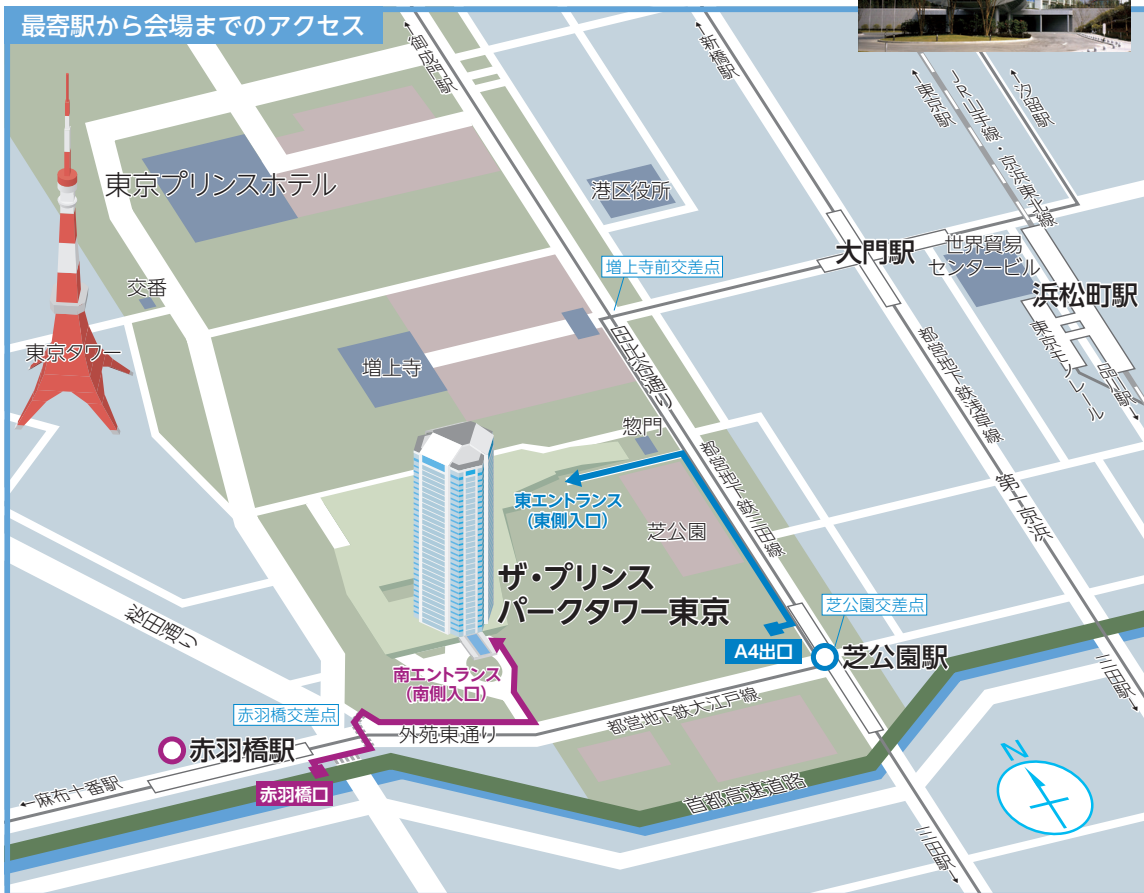 最寄駅から会場までのアクセス
←御成門駅
←新橋駅
←東京駅
JR山手線・京浜東北線
←汐留駅
東京プリンスホテル
港区役所
大門駅
世界貿易
センタービル
浜松町駅
増上寺前交差点
交番
東京タワー
増上寺
日比谷通り
都営地下鉄浅草線
東京モノレール
品川駅→
惣門
都営地下鉄三田線
第一京浜
東エントランス
(東側入口)
芝公園
ザ・プリンス
パークタワー東京
芝公園交差点
A4出口
芝公園駅
桜田通り
南エントランス
(南側入口)
赤羽橋交差点
外苑東通り
都営地下鉄大江戸線
三田駅→
赤羽橋駅
←麻布十番駅
赤羽橋口
首都高速道路
三田駅→
N